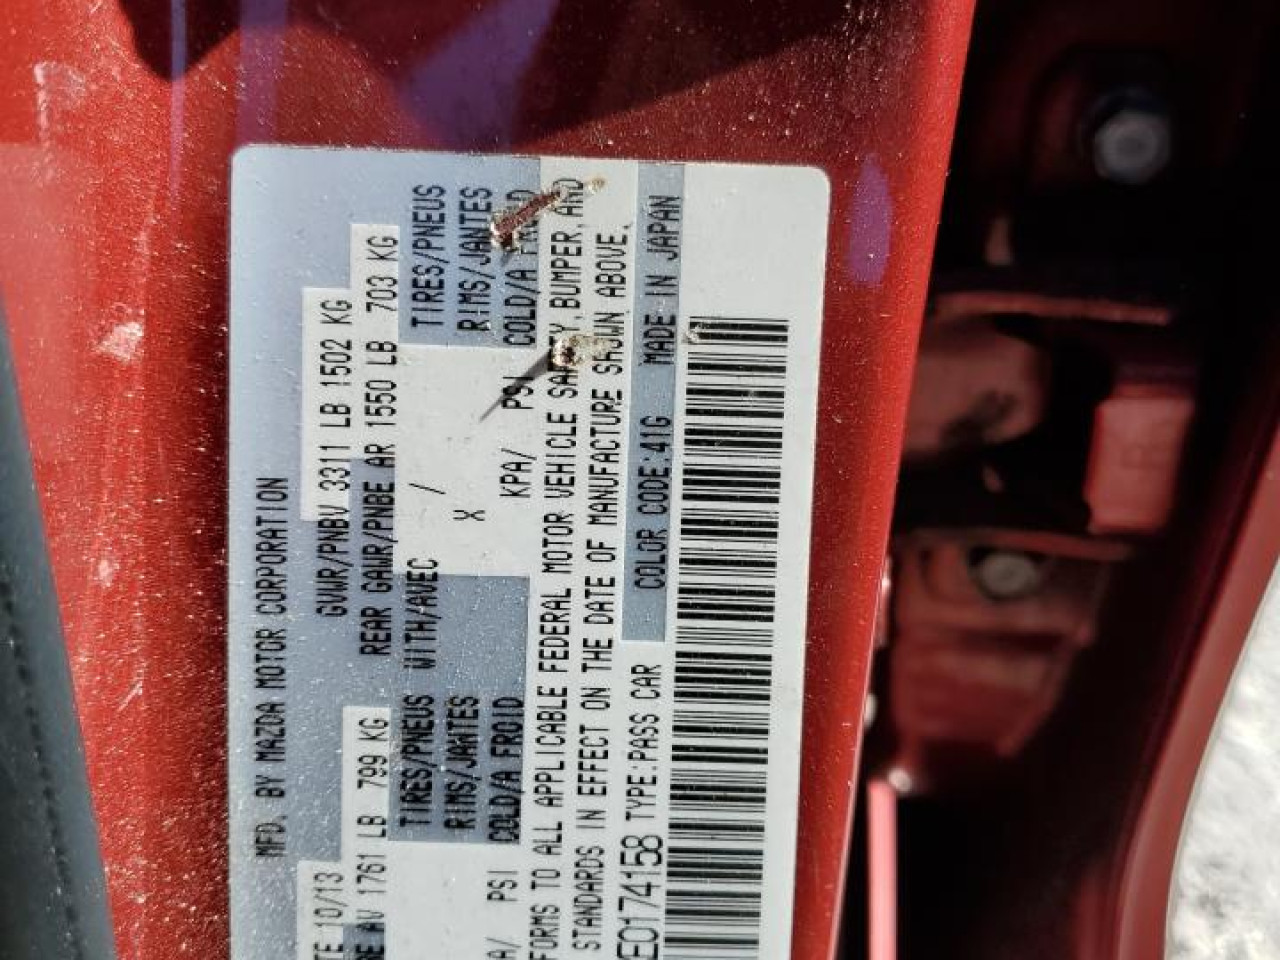 MFD. BY MAZDA MOTOR CORPORATION
TE 10/13 GVWR/PNBV 3311 LB 1502 KG
AV 1761 LB 799 KG REAR GAWR/PNBE AR 1550 LB 703 KG
TIRES/PNEUS WITH/AVEC / TIRES/PNEUS
RIMS/JANTES X RIMS/JANTES
A/ PSI COLD/A FROID KPA/ PSI COLD/A FROID
FORMS TO ALL APPLICABLE FEDERAL MOTOR VEHICLE SAFETY, BUMPER, AND
STANDARDS IN EFFECT ON THE DATE OF MANUFACTURE SHOWN ABOVE.
E0174158 TYPE:PASS CAR COLOR CODE:41G MADE IN JAPAN